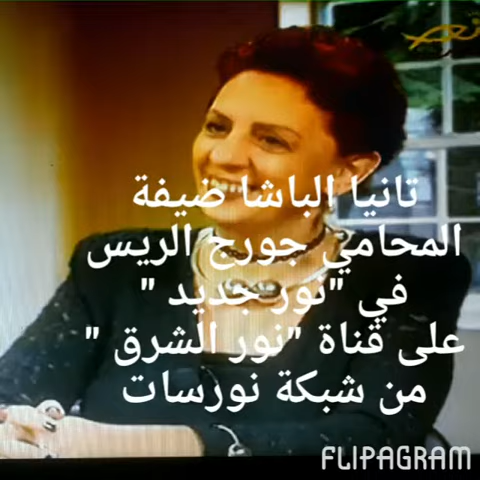 تانيا الباشا ضيفة
المحامي جورج الريس
في "نور جديد "
على قناة "نور الشرق "
من شبكة نورسات
FLIPAGRAM